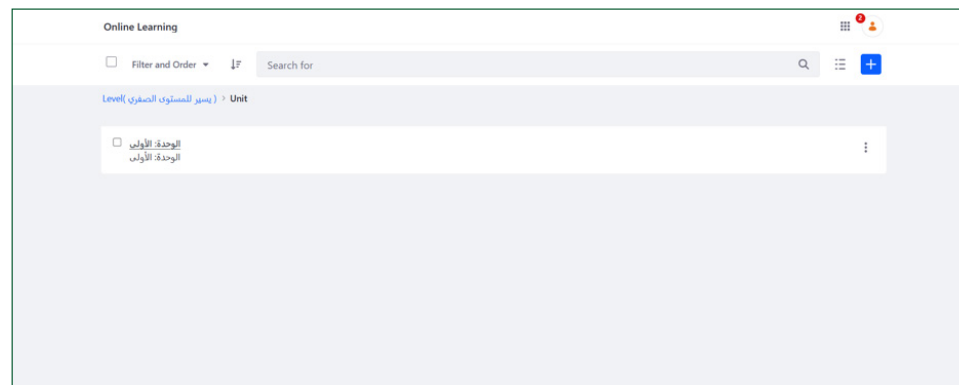 Online Learning
2
Filter and Order
Search for
Level( يسير للمستوى الصفري ) < Unit
الوحدة: الأولى
الوحدة: الأولى